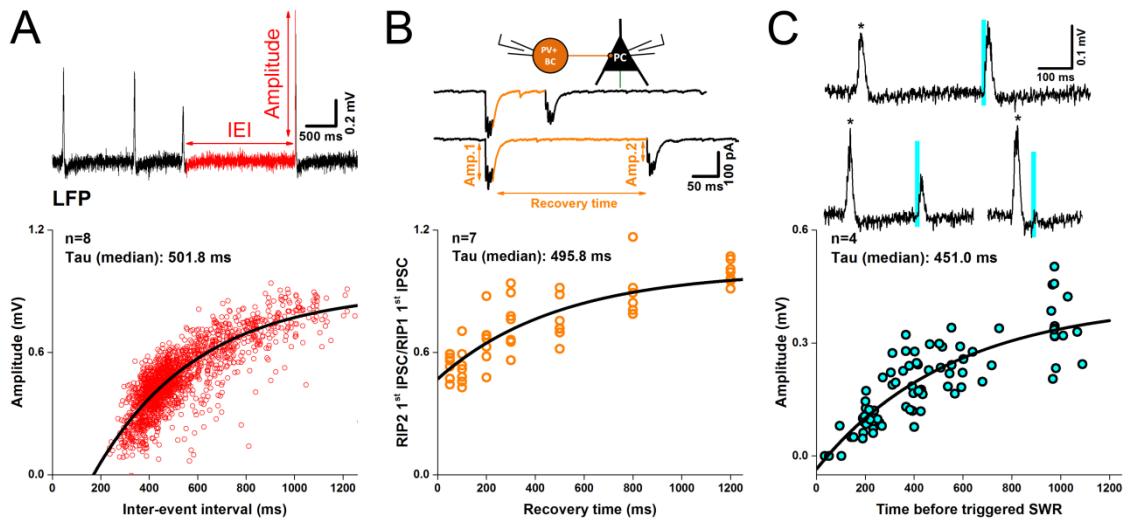 A
Amplitude
IEI
500 ms
0.2 mV
LFP
n=8
Tau (median): 501.8 ms
1.2
0.6
0.0
Amplitude (mV)
0 200 400 600 800 1000 1200
Inter-event interval (ms)
B
PV+
BC
PC
Amp.1
Amp.2
Recovery time
50 ms
100 pA
n=7
Tau (median): 495.8 ms
1.2
0.6
0.0
RIP2 1st IPSC/RIP1 1st IPSC
0 200 400 600 800 1000 1200
Recovery time (ms)
C
*
100 ms
0.1 mV
* *
n=4
Tau (median): 451.0 ms
0.6
0.3
0.0
Amplitude (mV)
0 200 400 600 800 1000 1200
Time before triggered SWR